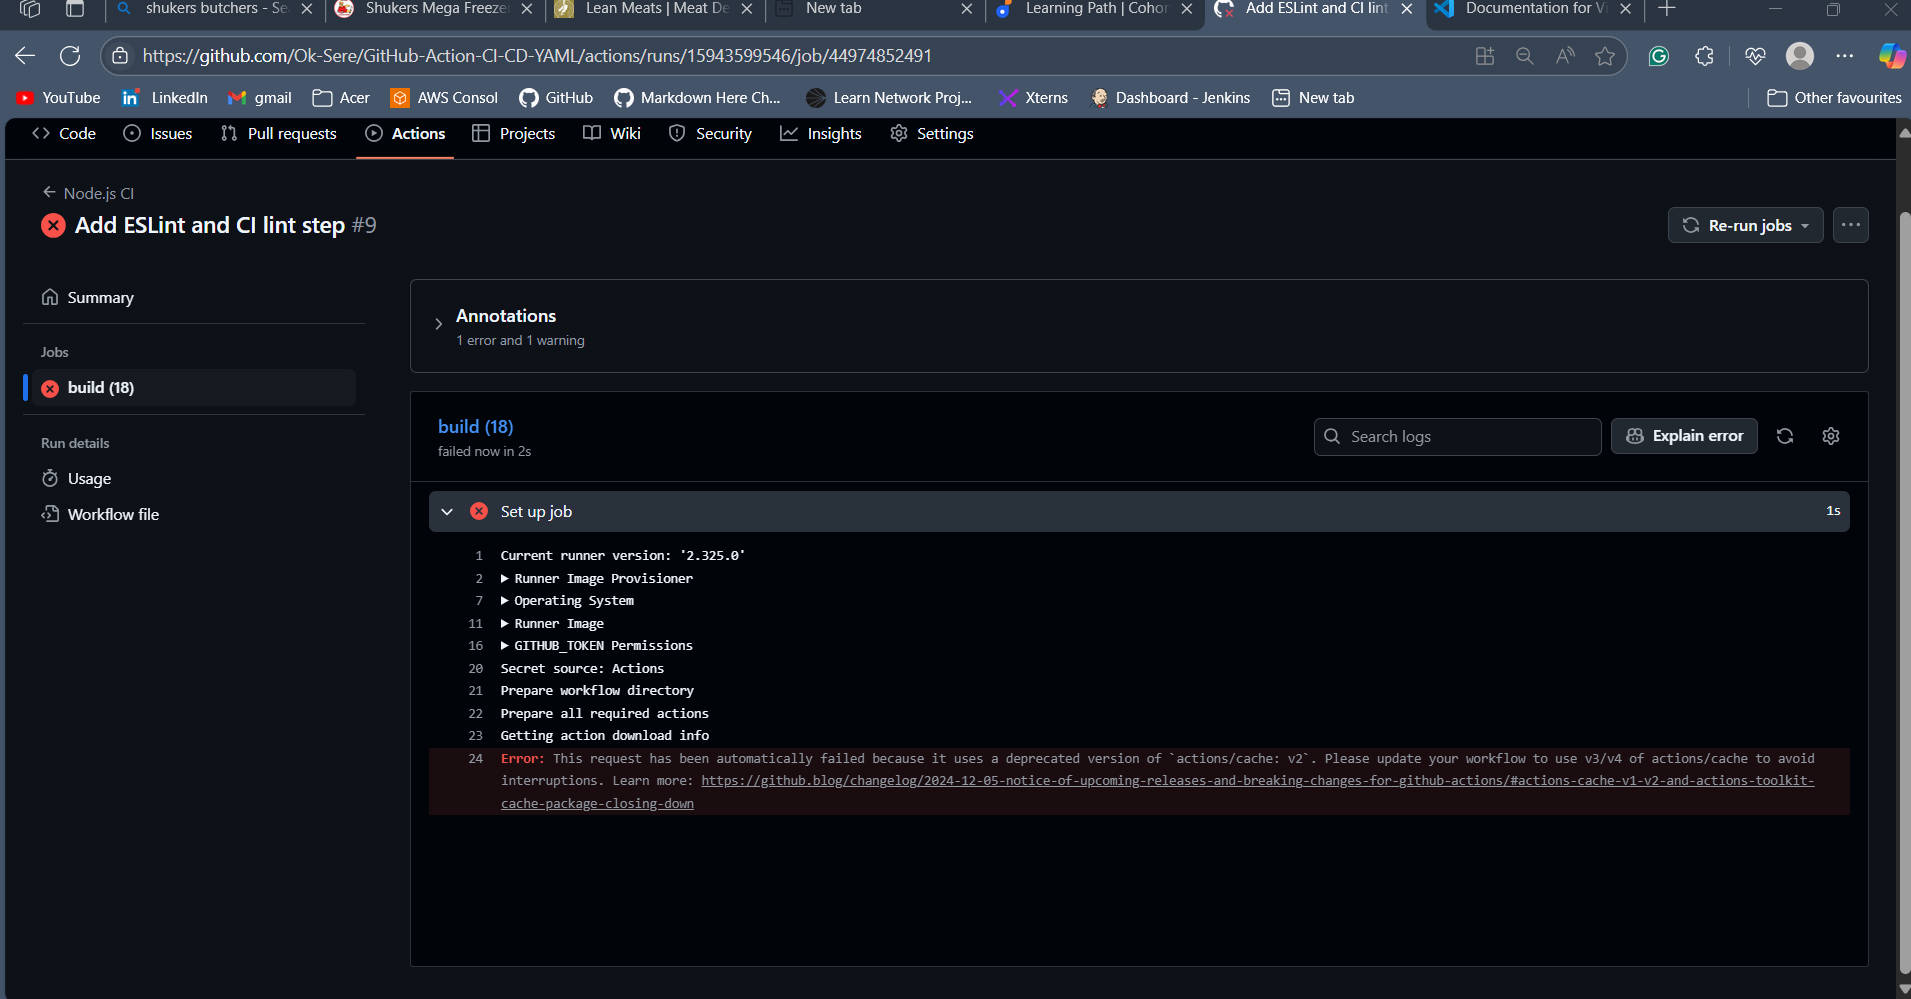 shukers butchers - Se
Shukers Mega Freeze
Lean Meats | Meat De
New tab
Learning Path | Cohor
Add ESLint and CI lint
Documentation for Vi
https://github.com/Ok-Sere/GitHub-Action-CI-CD-YAML/actions/runs/15943599546/job/44974852491
YouTube
LinkedIn
gmail
Acer
AWS Consol
GitHub
Markdown Here Ch...
Learn Network Proj...
Xterns
Dashboard - Jenkins
New tab
Other favourites
Code
Issues
Pull requests
Actions
Projects
Wiki
Security
Insights
Settings
Node.js CI
Add ESLint and CI lint step #9
Re-run jobs
Summary
Jobs
build (18)
Run details
Usage
Workflow file
Annotations
1 error and 1 warning
build (18)
failed now in 2s
Search logs
Explain error
Set up job
1s
1 Current runner version: '2.325.0'
2 Runner Image Provisioner
7 Operating System
11 Runner Image
16 GITHUB_TOKEN Permissions
20 Secret source: Actions
21 Prepare workflow directory
22 Prepare all required actions
23 Getting action download info
24 Error: This request has been automatically failed because it uses a deprecated version of `actions/cache: v2`. Please update your workflow to use v3/v4 of actions/cache to avoid
interruptions. Learn more: https://github.blog/changelog/2024-12-05-notice-of-upcoming-releases-and-breaking-changes-for-github-actions/#actions-cache-v1-v2-and-actions-toolkit-
cache-package-closing-down